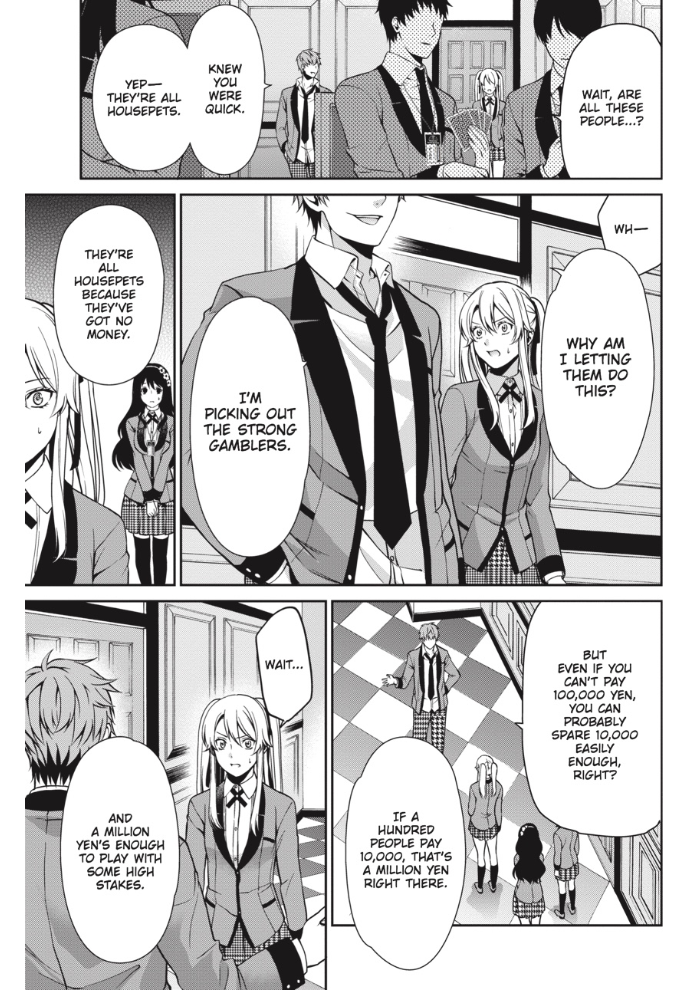 WAIT, ARE
ALL THESE
PEOPLE...?
KNEW
YOU
WERE
QUICK.
YEP—
THEY'RE ALL
HOUSEPETS.
WH—
WHY AM
I LETTING
THEM DO
THIS?
I'M
PICKING OUT
THE STRONG
GAMBLERS.
THEY'RE
ALL
HOUSEPETS
BECAUSE
THEY'VE
GOT NO
MONEY.
BUT
EVEN IF YOU
CAN'T PAY
100,000 YEN,
YOU CAN
PROBABLY
SPARE 10,000
EASILY
ENOUGH,
RIGHT?
IF A
HUNDRED
PEOPLE PAY
10,000, THAT'S
A MILLION YEN
RIGHT THERE.
WAIT...
AND
A MILLION
YEN'S ENOUGH
TO PLAY WITH
SOME HIGH
STAKES.